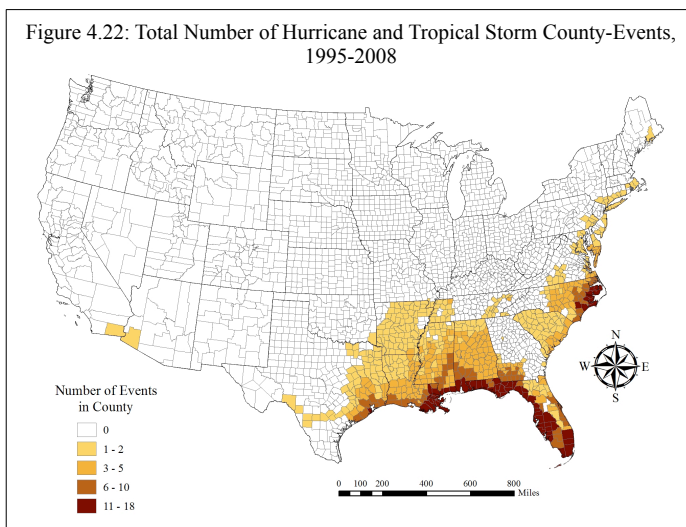 Figure 4.22: Total Number of Hurricane and Tropical Storm County-Events,
1995-2008
N
W E
S
Number of Events
in County
0
1 - 2
3 - 5
6 - 10
11 - 18
0 100 200 400 600 800
Miles